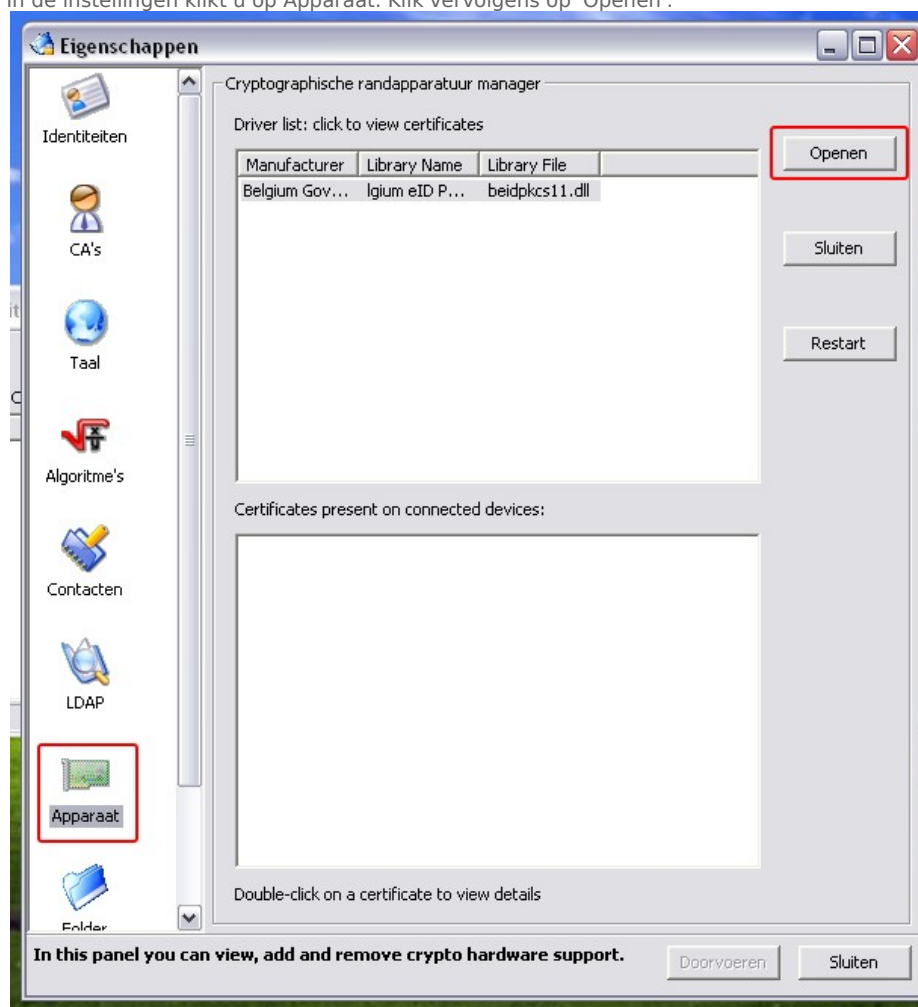 In de instellingen klikt u op Apparaat. Klik vervolgens op 'Openen'.
Eigenschappen
Identiteiten
CA's
Taal
Algoritme's
Contacten
LDAP
Apparaat
Folder
Cryptographische randapparatuur manager
Driver list: click to view certificates
Manufacturer Library Name Library File
Belgium Gov... lgium eID P... beidpkcs11.dll
Openen
Sluiten
Restart
Certificates present on connected devices:
Double-click on a certificate to view details
In this panel you can view, add and remove crypto hardware support.
Doorvoeren
Sluiten